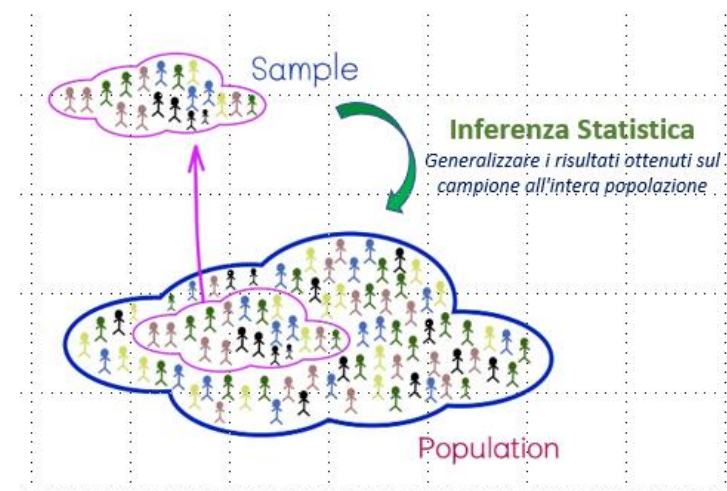 Sample
Inferenza Statistica
Generalizzare i risultati ottenuti sul
campione all'intera popolazione
Population